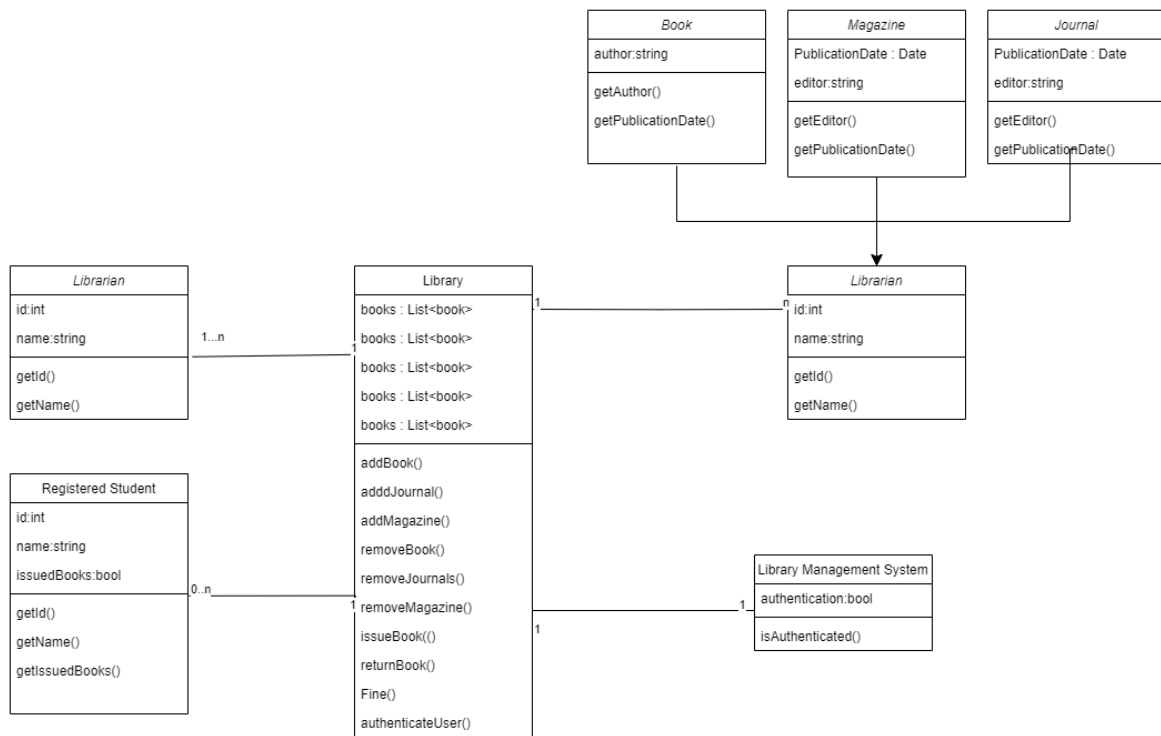 Book
author:string
getAuthor()
getPublicationDate()
Magazine
PublicationDate : Date
editor:string
getEditor()
getPublicationDate()
Journal
PublicationDate : Date
editor:string
getEditor()
getPublicationDate()
Librarian
id:int
name:string
getId()
getName()
1...n
1
Library
books : List<book>
books : List<book>
books : List<book>
books : List<book>
books : List<book>
addBook()
adddJournal()
addMagazine()
removeBook()
removeJournals()
removeMagazine()
issueBook(()
returnBook()
Fine()
authenticateUser()
1
n
Librarian
id:int
name:string
getId()
getName()
Registered Student
id:int
name:string
issuedBooks:bool
getId()
getName()
getIssuedBooks()
0..n
1
1
1
Library Management System
authentication:bool
isAuthenticated()